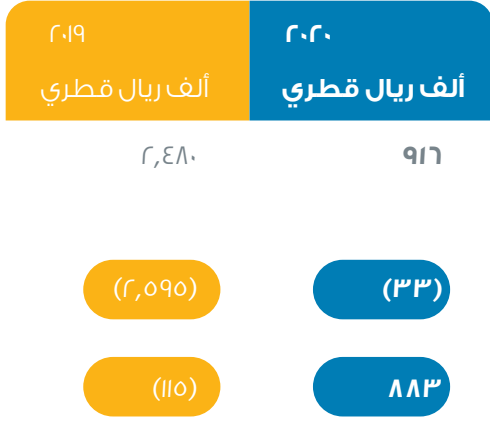 ٢٠٢٠ ٢٠١٩
ألف ريال قطري ألف ريال قطري
٩١٦ ٢,٤٨٠
(٣٣) (٢,٥٩٥)
٨٨٣ (١١٥)